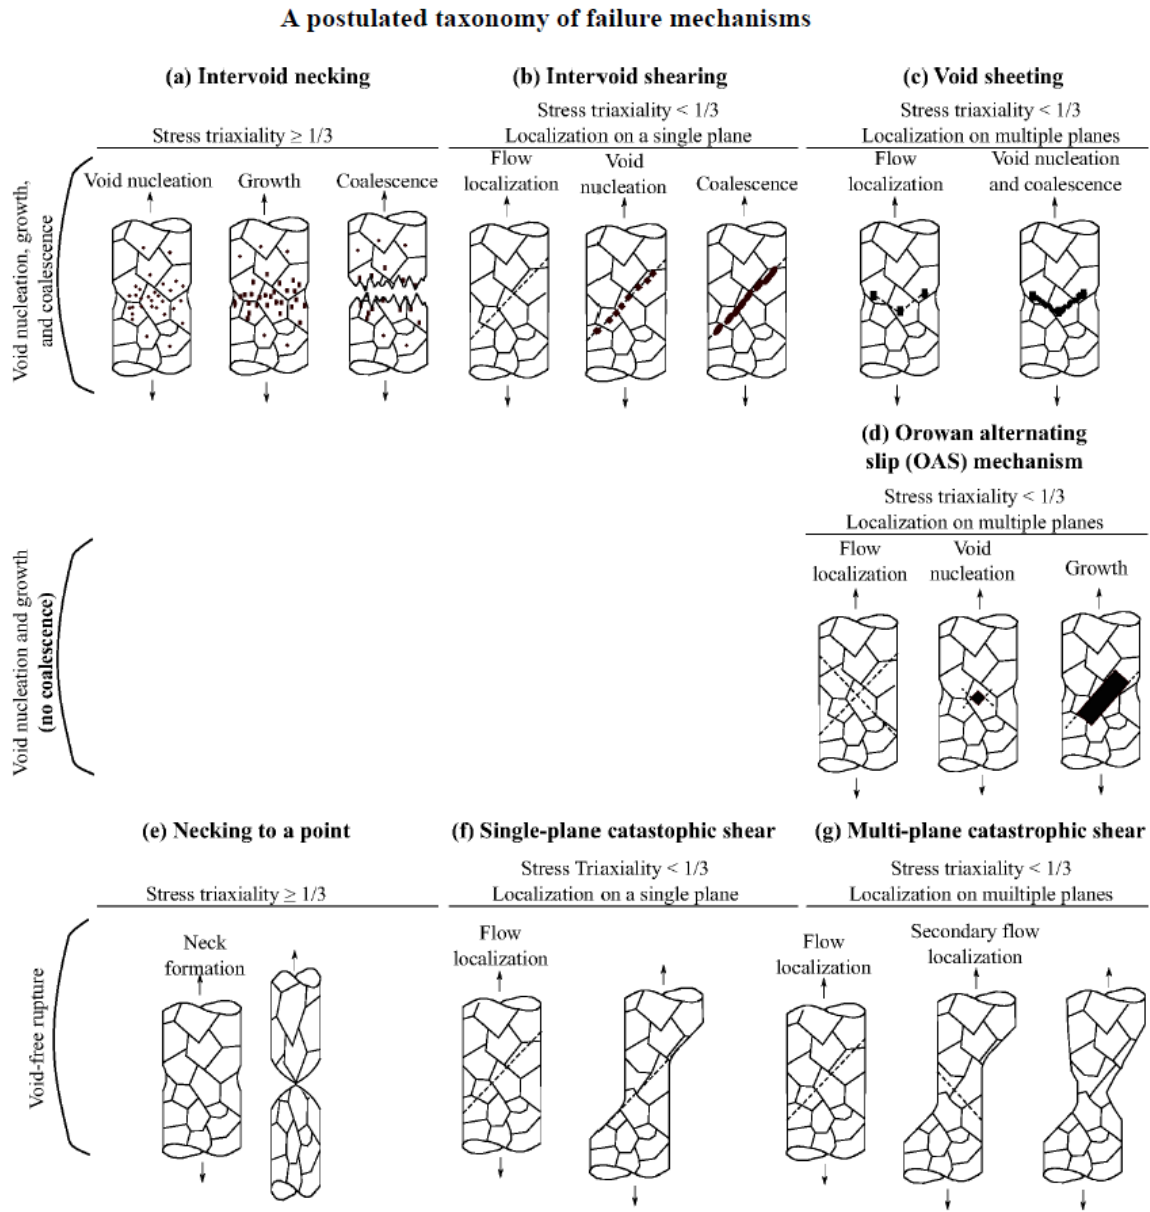 A postulated taxonomy of failure mechanisms
(a) Intervoid necking
Stress triaxiality ≥ 1/3
Void nucleation
Growth
Coalescence
(b) Intervoid shearing
Stress triaxiality < 1/3
Localization on a single plane
Flow
localization
Void
nucleation
Coalescence
(c) Void sheeting
Stress triaxiality < 1/3
Localization on multiple planes
Flow
localization
Void nucleation
and coalescence
Void nucleation, growth,
and coalescence
(d) Orowan alternating
slip (OAS) mechanism
Stress triaxiality < 1/3
Localization on multiple planes
Flow
localization
Void
nucleation
Growth
Void nucleation and growth
(no coalescence)
(e) Necking to a point
Stress triaxiality ≥ 1/3
Neck
formation
(f) Single-plane catastophic shear
Stress Triaxiality < 1/3
Localization on a single plane
Flow
localization
(g) Multi-plane catastrophic shear
Stress triaxiality < 1/3
Localization on muiltiple planes
Flow
localization
Secondary flow
localization
Void-free rupture